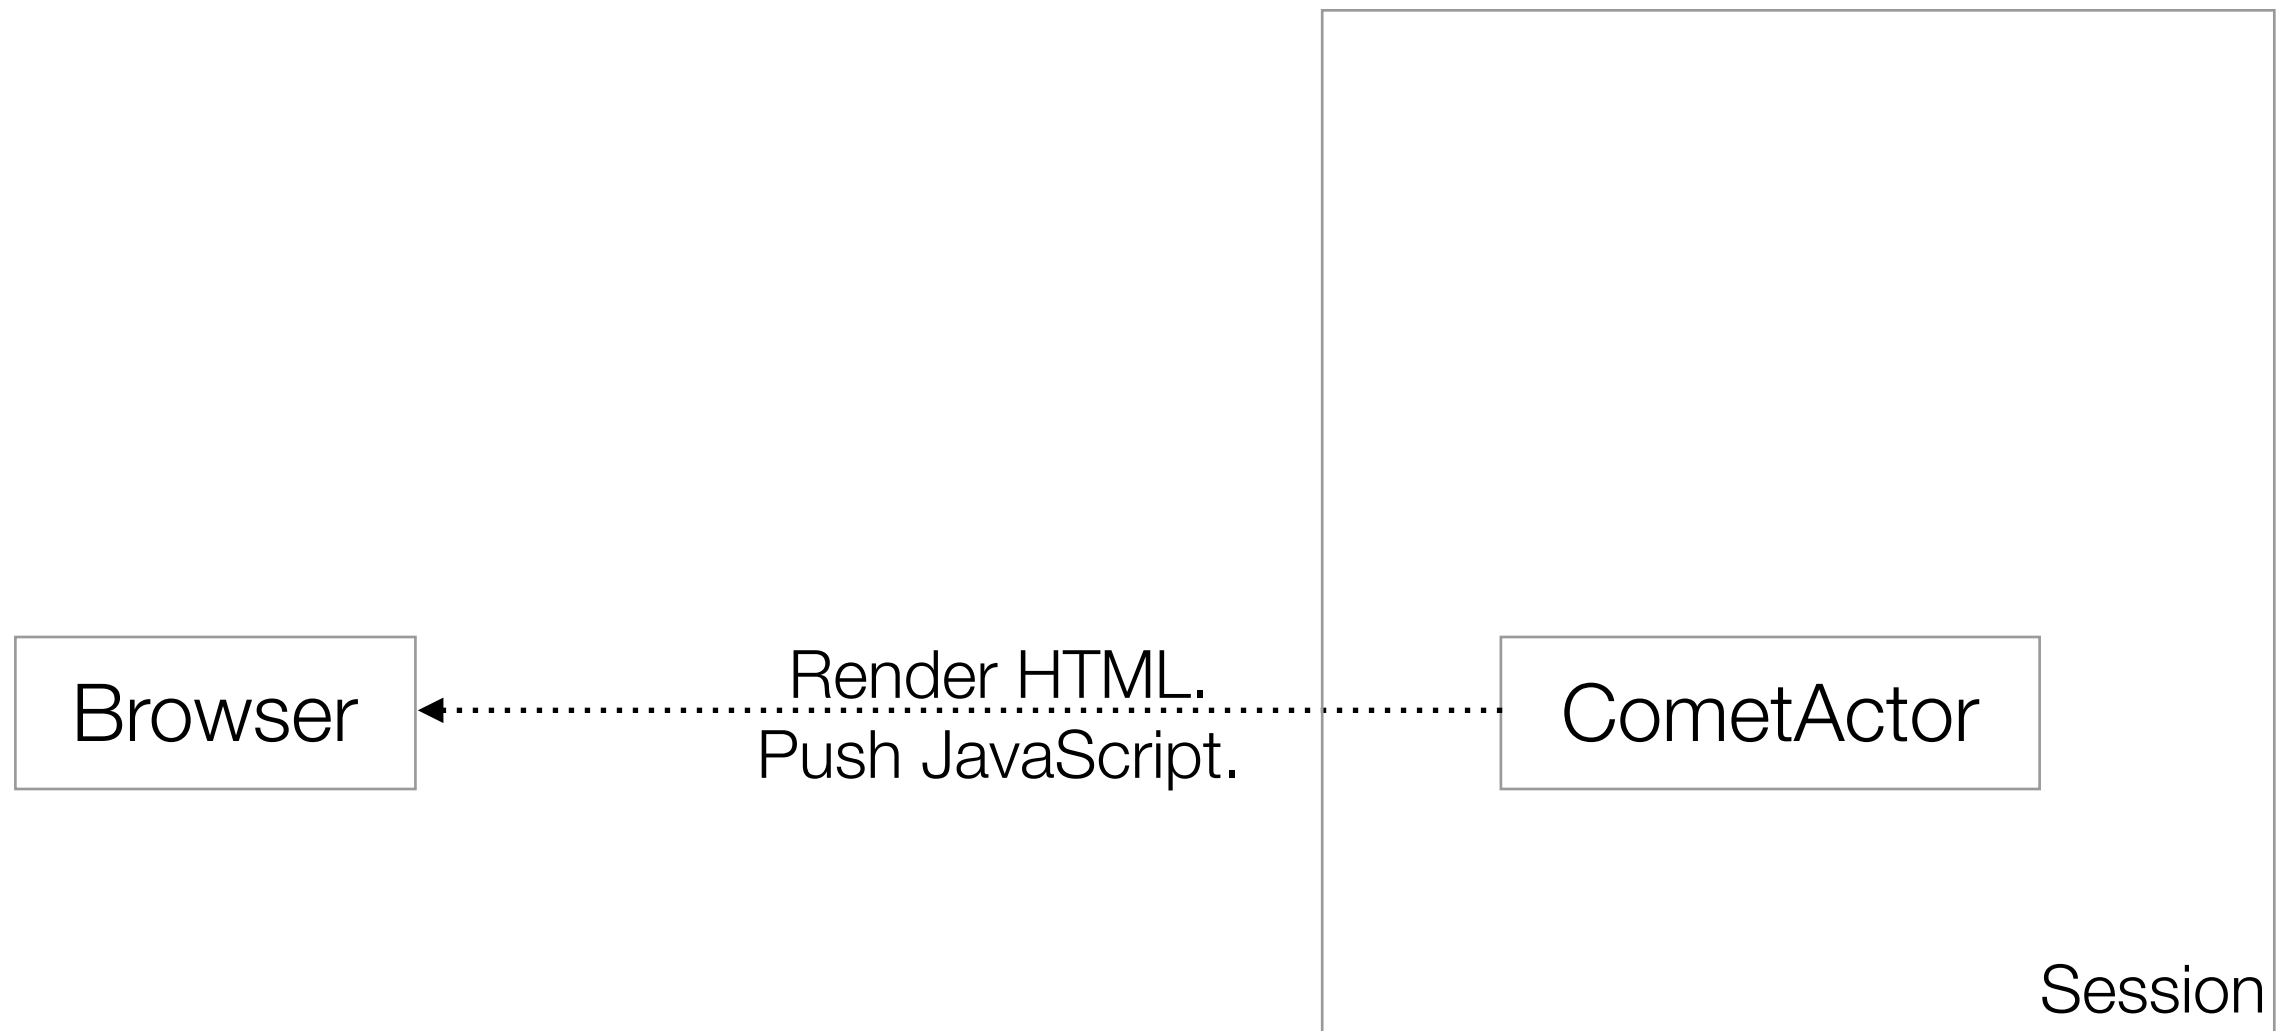 Browser
Render HTML.
Push JavaScript.
CometActor
Session